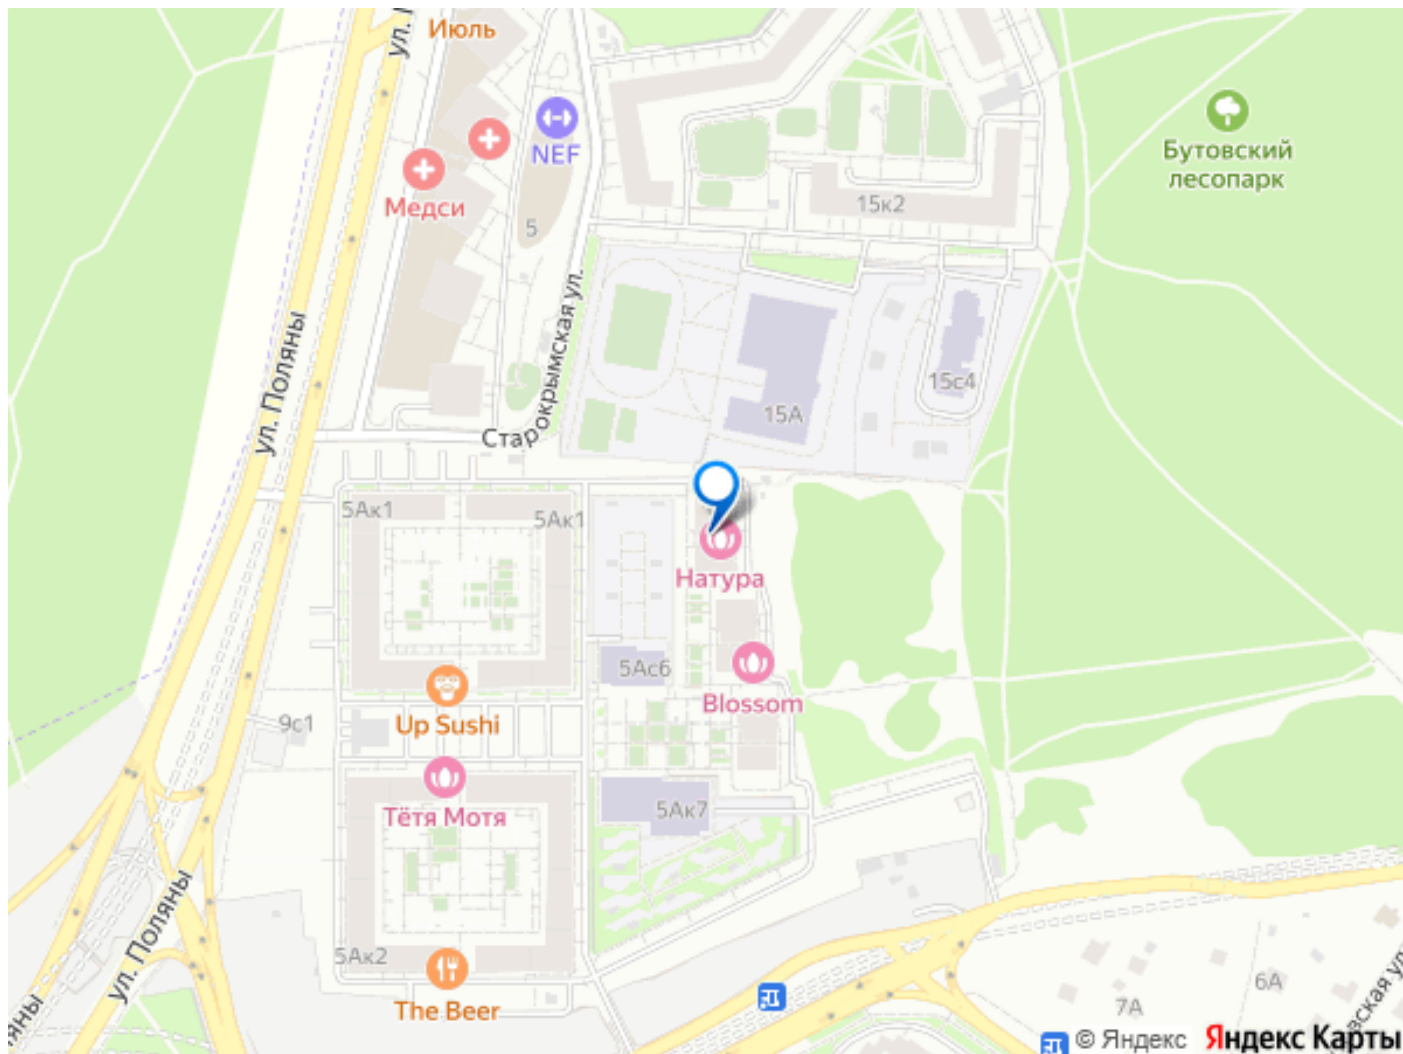 Июль
ул.
NEF
Медси
5
Бутовский
лесопарк
15к2
ул. Поляны
Старокрымская ул.
15с4
15А
5Ак1
5Ак1
Натура
5Ас6
Blossom
Up Sushi
9с1
Тётя Мотя
5Ак7
ул. Поляны
5Ак2
The Beer
7А
6А
© Яндекс
Яндекс Карты